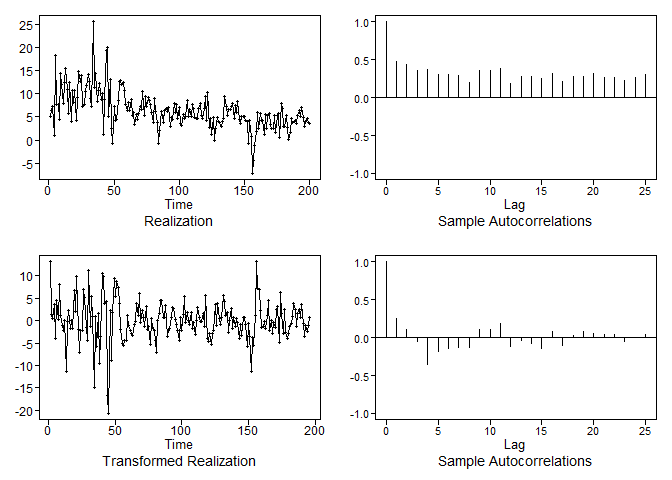 25
20
15
10
5
0
-5
0 50 100 150 200
Time
Realization
1.0
0.5
0.0
-0.5
-1.0
0 5 10 15 20 25
Lag
Sample Autocorrelations
10
5
0
-5
-10
-15
-20
0 50 100 150 200
Time
Transformed Realization
1.0
0.5
0.0
-0.5
-1.0
0 5 10 15 20 25
Lag
Sample Autocorrelations